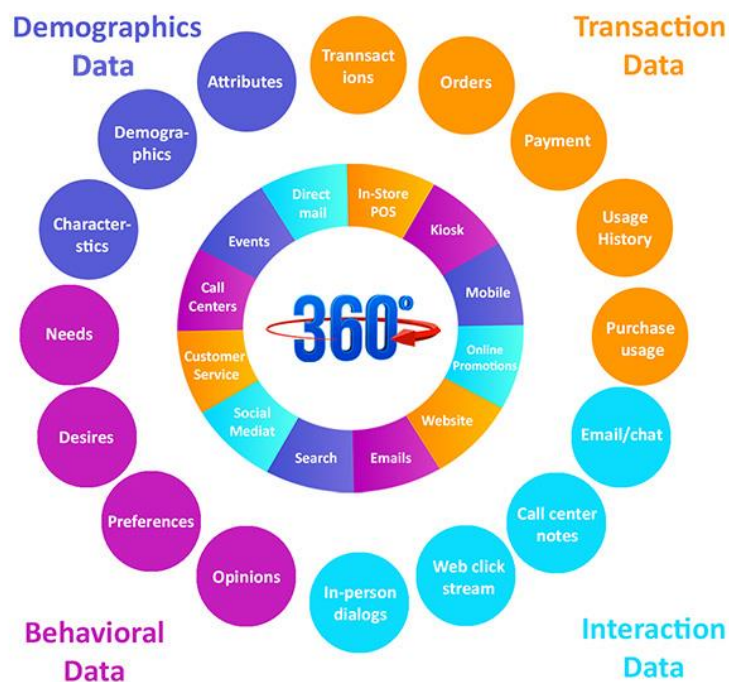 Demographics
Data
Transaction
Data
Attributes
Trannsact
ions
Orders
Demogra-
phics
Payment
Character-
stics
Usage
History
Needs
Purchase
usage
Desires
Email/chat
Preferences
Call center
notes
Opinions
Web click
stream
In-person
dialogs
Direct
mail
In-Store
POS
Kiosk
Mobile
Online
Promotions
Website
Emails
Search
Social
Mediat
Customer
Service
Call
Centers
Events
360°
Behavioral
Data
Interaction
Data